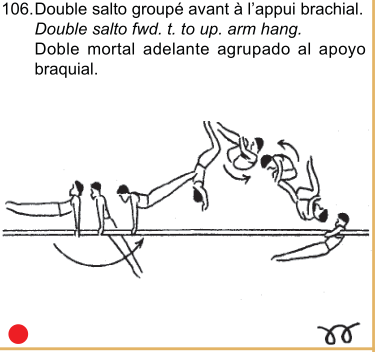 106. Double salto groupé avant à l'appui brachial.
Double salto fwd. t. to up. arm hang.
Doble mortal adelante agrupado al apoyo
braquial.